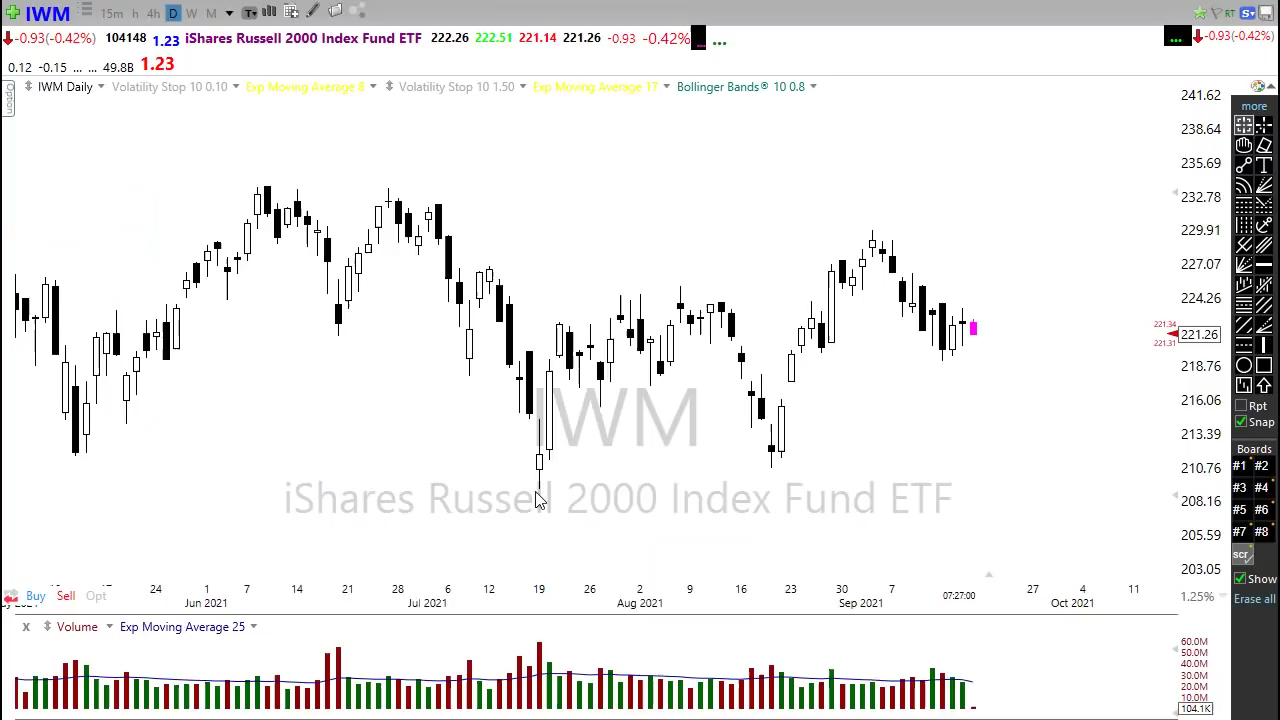 IWM 15m h 4h D W M T RT S
-0.93(-0.42%) 104148 1.23 iShares Russell 2000 Index Fund ETF 222.26 222.51 221.14 221.26 -0.93 -0.42% ... ... ... -0.93(-0.42%)
0.12 -0.15 ... ... 49.8B 1.23
Option
IWM Daily Volatility Stop 10 0.10 Exp Moving Average 8 Volatility Stop 10 1.50 Exp Moving Average 17 Bollinger Bands® 10 0.8
241.62
238.64
235.69
232.78
229.91
227.07
224.26
221.34
221.26
221.31
218.76
216.06
213.39
210.76
208.16
205.59
203.05
1.25%
more
T
Rpt
Snap
Boards
#1 #2
#3 #4
#5 #6
#7 #8
scr
Show
Erase all
IWM
iShares Russell 2000 Index Fund ETF
24 1 7 14 21 28 6 12 19 26 2 9 16 23 30 7 07:27:00 27 4 11
Buy Sell Opt
2021 Jun 2021 Jul 2021 Aug 2021 Sep 2021 Oct 2021
X Volume Exp Moving Average 25
60.0M
50.0M
40.0M
30.0M
20.0M
10.0M
104.1K